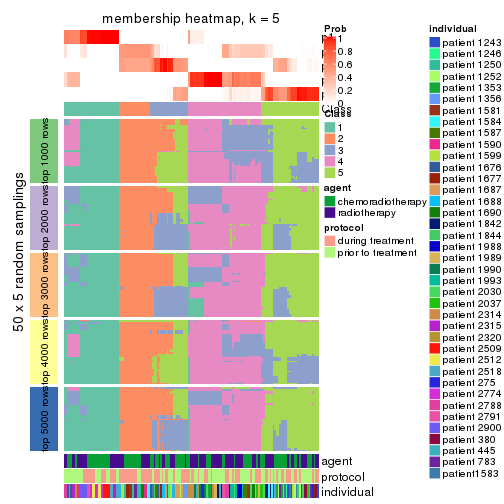 membership heatmap, k = 5
50 x 5 random samplings
top 1000 rows
top 2000 rows
top 3000 rows
top 4000 rows
top 5000 rows
Prob
1
0.8
0.6
0.4
0.2
0
Class
Class
1
2
3
4
5
agent
chemoradiotherapy
radiotherapy
protocol
during treatment
prior to treatment
agent
protocol
individual
individual
patient 1243
patient 1246
patient 1250
patient 1252
patient 1353
patient 1356
patient 1581
patient 1584
patient 1587
patient 1590
patient 1599
patient 1676
patient 1677
patient 1687
patient 1688
patient 1690
patient 1842
patient 1844
patient 1988
patient 1989
patient 1990
patient 1993
patient 2030
patient 2037
patient 2314
patient 2315
patient 2320
patient 2509
patient 2512
patient 2518
patient 275
patient 2774
patient 2788
patient 2791
patient 2900
patient 380
patient 445
patient 783
patient1583